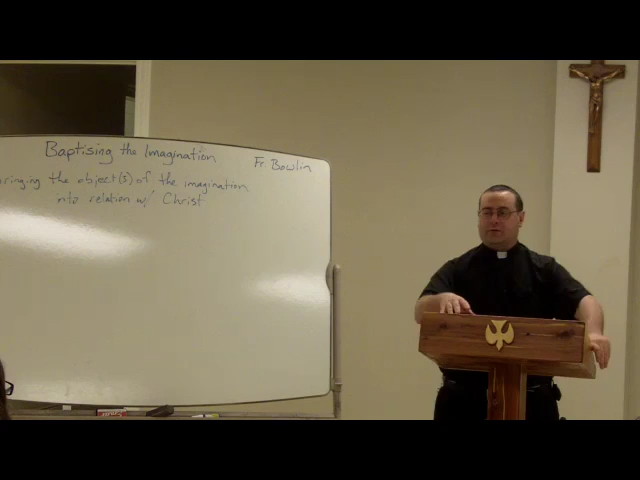 Baptising the Imagination
Fr Bowlin
ringing the object(s) of the imagination
into relation w/ Christ